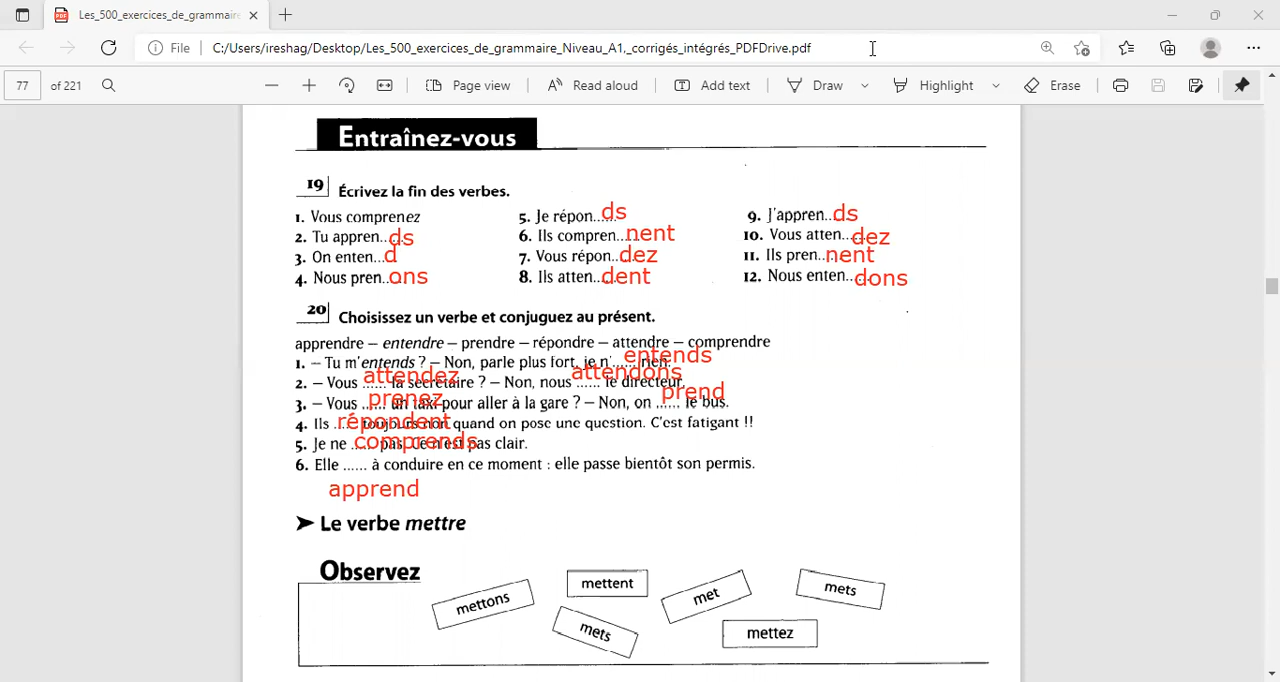 Les_500_exercices_de_grammaire
File C:/Users/ireshag/Desktop/Les_500_exercices_de_grammaire_Niveau_A1,_corrigés_intégrés_PDFDrive.pdf
77 of 221 Page view Read aloud Add text Draw Highlight Erase
Entraînez-vous
19 Écrivez la fin des verbes.
1. Vous comprenez
2. Tu appren......ds
3. On enten...d
4. Nous pren......ons
5. Je répon......ds
6. Ils compren......nent
7. Vous répon......dez
8. Ils atten......dent
9. J'appren......ds
10. Vous atten......dez
11. Ils pren......nent
12. Nous enten......dons
20 Choisissez un verbe et conjuguez au présent.
apprendre – entendre – prendre – répondre – attendre – comprendre
1. – Tu m'entends ? – Non, parle plus fort, je n'...... rien. entends
2. – Vous ...... la secrétaire ? – Non, nous ...... le directeur. attendez attendons
3. – Vous ...... un taxi pour aller à la gare ? – Non, on ...... le bus. prenez prend
4. Ils ...... toujours non quand on pose une question. C'est fatigant !! répondent
5. Je ne ...... pas. Ce n'est pas clair. comprends
6. Elle ...... à conduire en ce moment : elle passe bientôt son permis.
apprend
➤ Le verbe mettre
Observez
mettons
mettent
met
mets
mets
mettez